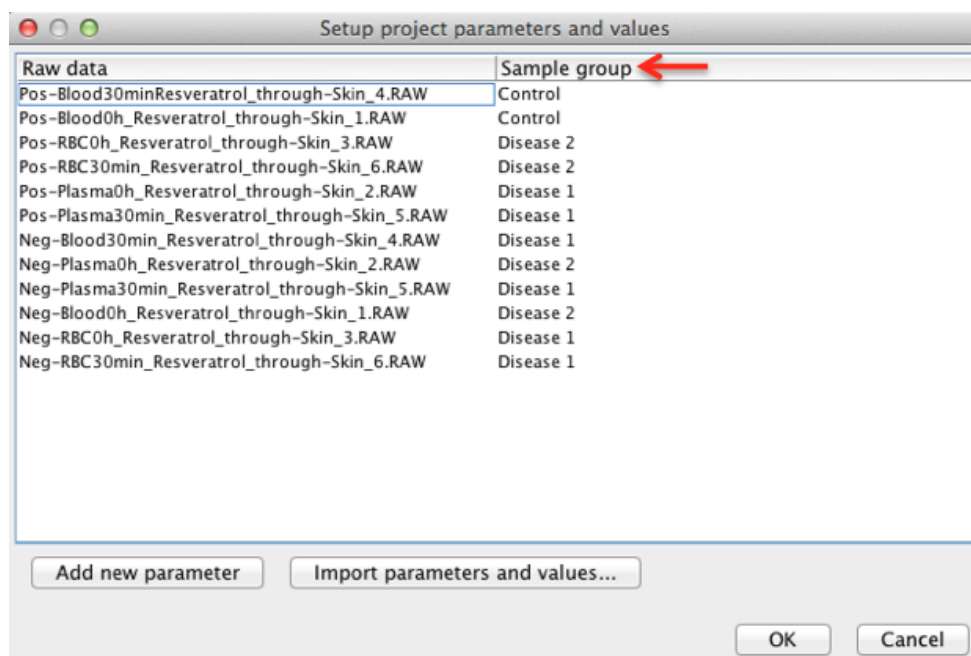 Setup project parameters and values
Raw data Sample group
Pos-Blood30minResveratrol_through-Skin_4.RAW Control
Pos-Blood0h_Resveratrol_through-Skin_1.RAW Control
Pos-RBC0h_Resveratrol_through-Skin_3.RAW Disease 2
Pos-RBC30min_Resveratrol_through-Skin_6.RAW Disease 2
Pos-Plasma0h_Resveratrol_through-Skin_2.RAW Disease 1
Pos-Plasma30min_Resveratrol_through-Skin_5.RAW Disease 1
Neg-Blood30min_Resveratrol_through-Skin_4.RAW Disease 1
Neg-Plasma0h_Resveratrol_through-Skin_2.RAW Disease 2
Neg-Plasma30min_Resveratrol_through-Skin_5.RAW Disease 1
Neg-Blood0h_Resveratrol_through-Skin_1.RAW Disease 2
Neg-RBC0h_Resveratrol_through-Skin_3.RAW Disease 1
Neg-RBC30min_Resveratrol_through-Skin_6.RAW Disease 1
Add new parameter Import parameters and values...
OK Cancel